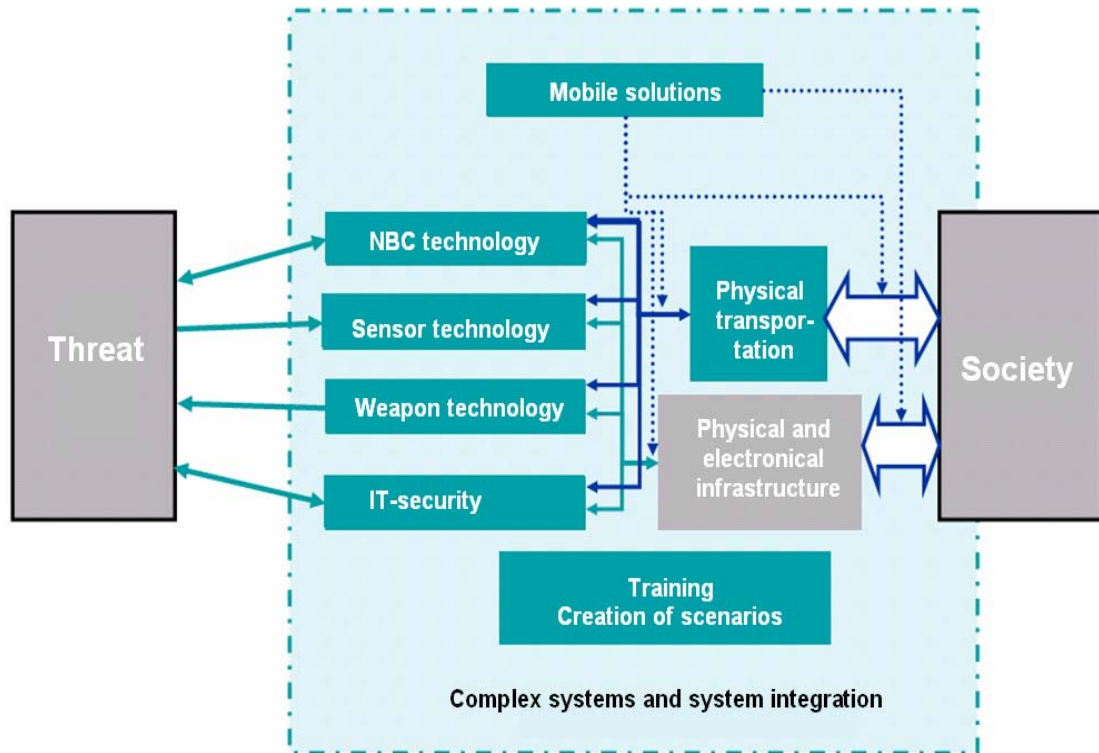 Mobile solutions
Threat
NBC technology
Sensor technology
Weapon technology
IT-security
Physical
transpor-
tation
Physical and
electronical
infrastructure
Society
Training
Creation of scenarios
Complex systems and system integration